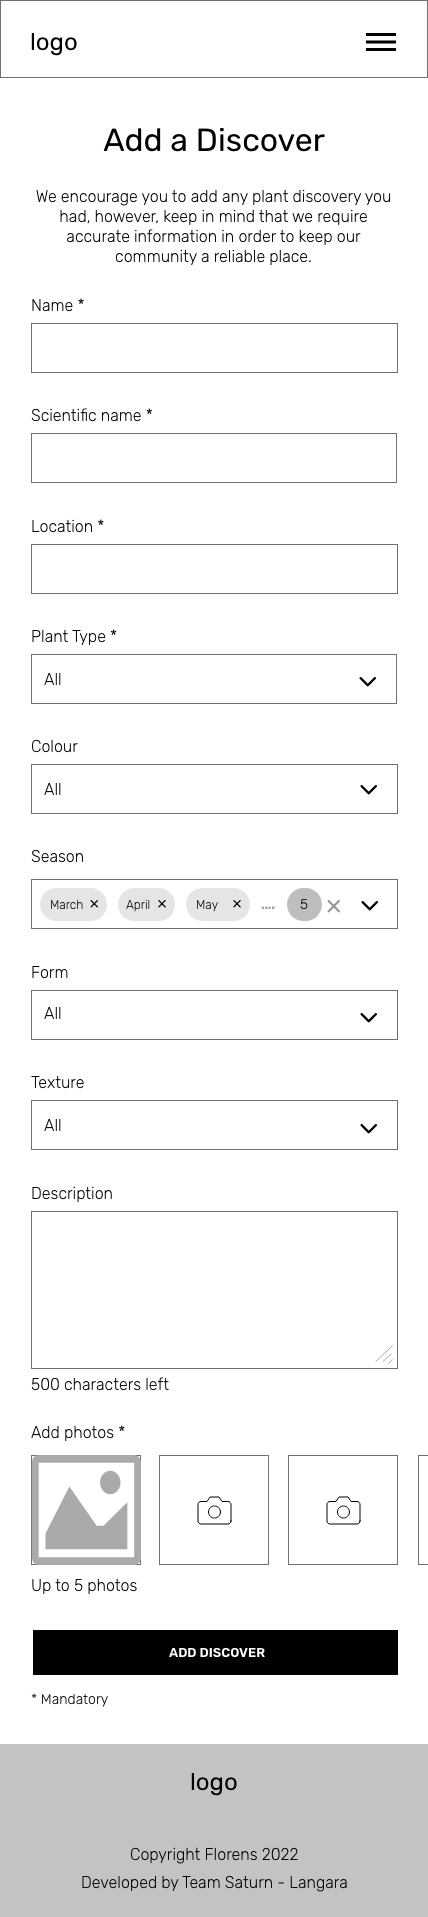 logo
Add a Discover
We encourage you to add any plant discovery you
had, however, keep in mind that we require
accurate information in order to keep our
community a reliable place.
Name *
Scientific name *
Location *
Plant Type *
All
Colour
All
Season
March × April × May × .... 5 ×
Form
All
Texture
All
Description
500 characters left
Add photos *
Up to 5 photos
ADD DISCOVER
* Mandatory
logo
Copyright Florens 2022
Developed by Team Saturn - Langara